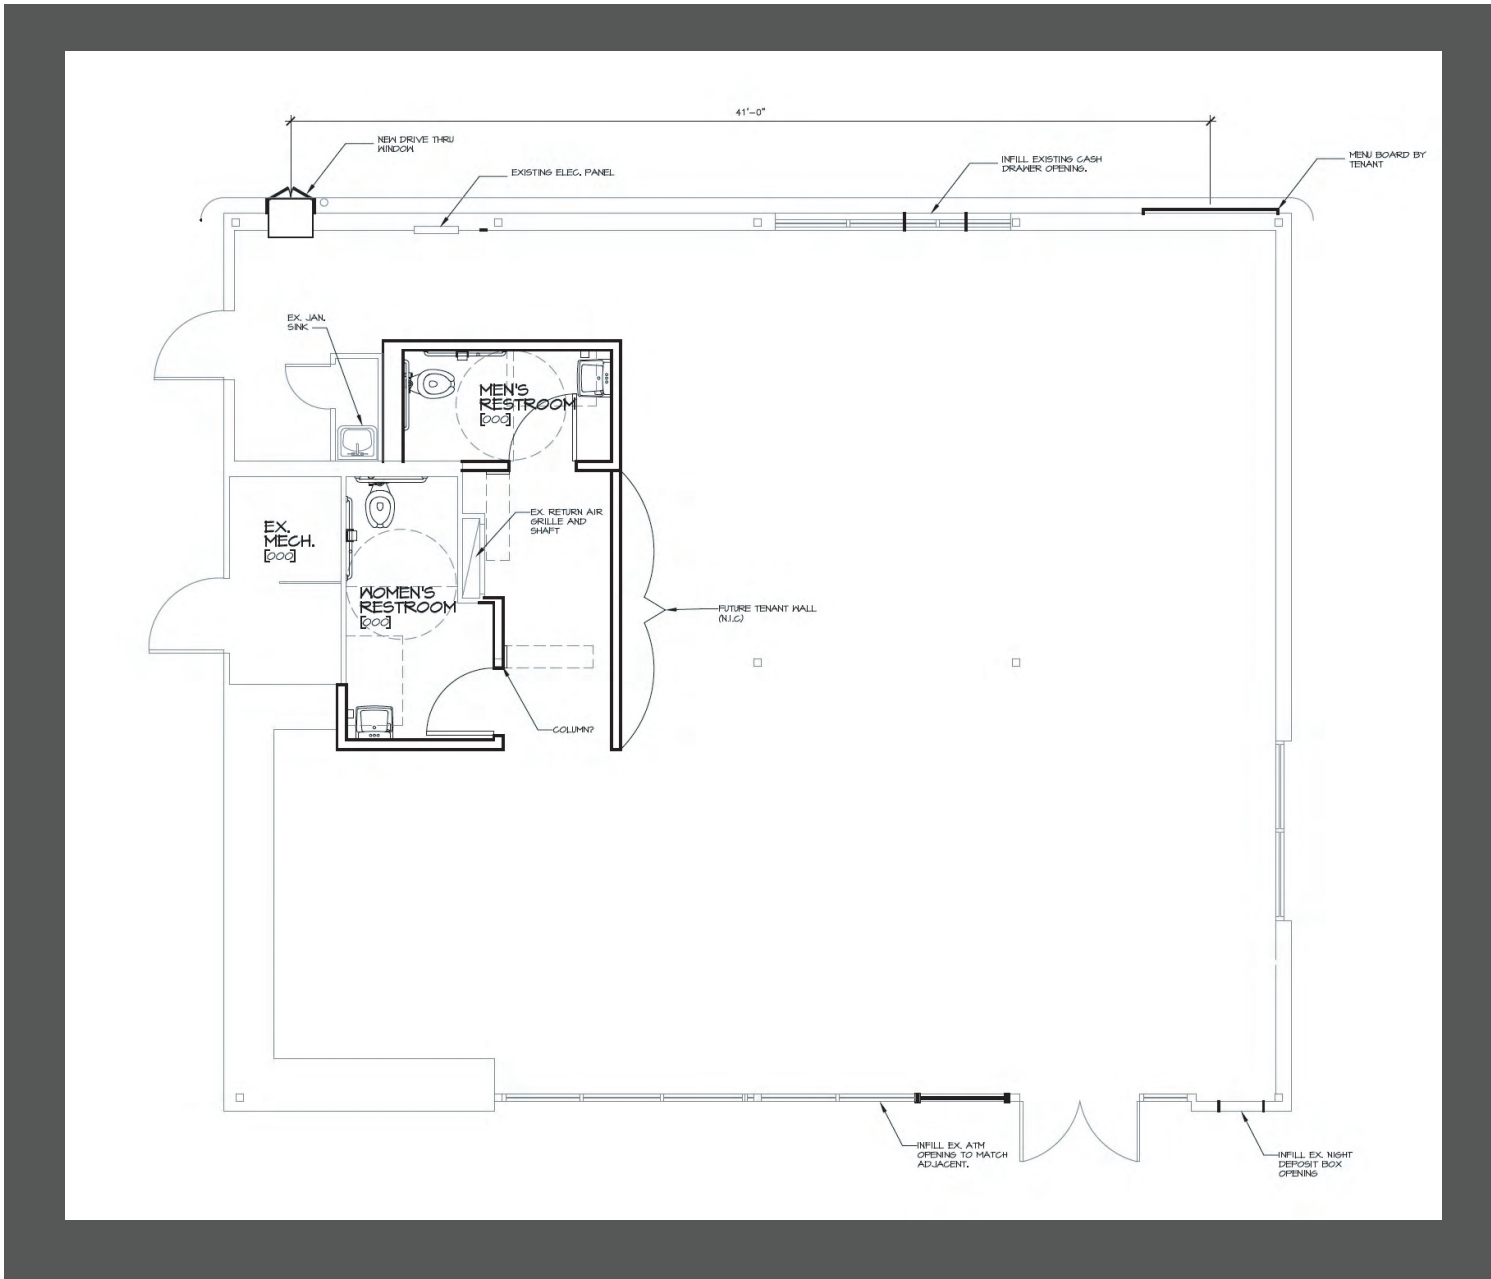 41'-0"
NEW DRIVE THRU
WINDOW
EXISTING ELEC. PANEL
INFILL EXISTING CASH
DRAWER OPENING.
MENU BOARD BY
TENANT
EX. JAN.
SINK
MEN'S
RESTROOM
[000]
EX. RETURN AIR
GRILLE AND
SHAFT
EX.
MECH.
[000]
WOMEN'S
RESTROOM
[000]
FUTURE TENANT WALL
(N.I.C.)
COLUMN?
INFILL EX. ATM
OPENING TO MATCH
ADJACENT.
INFILL EX. NIGHT
DEPOSIT BOX
OPENING